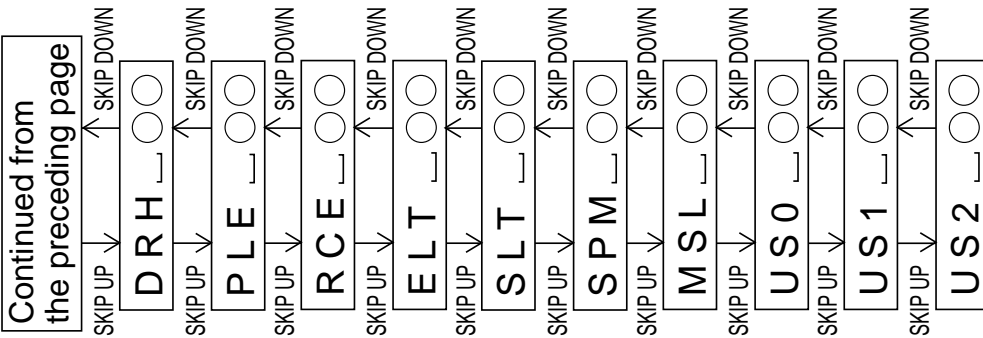 Continued from
the preceding page
SKIP UP
SKIP DOWN
DRH_○○
SKIP UP
SKIP DOWN
PLE_○○
SKIP UP
SKIP DOWN
RCE_○○
SKIP UP
SKIP DOWN
ELT_○○
SKIP UP
SKIP DOWN
SLT_○○
SKIP UP
SKIP DOWN
SPM_○○
SKIP UP
SKIP DOWN
MSL_○○
SKIP UP
SKIP DOWN
US0_○○
SKIP UP
SKIP DOWN
US1_○○
SKIP UP
SKIP DOWN
US2_○○